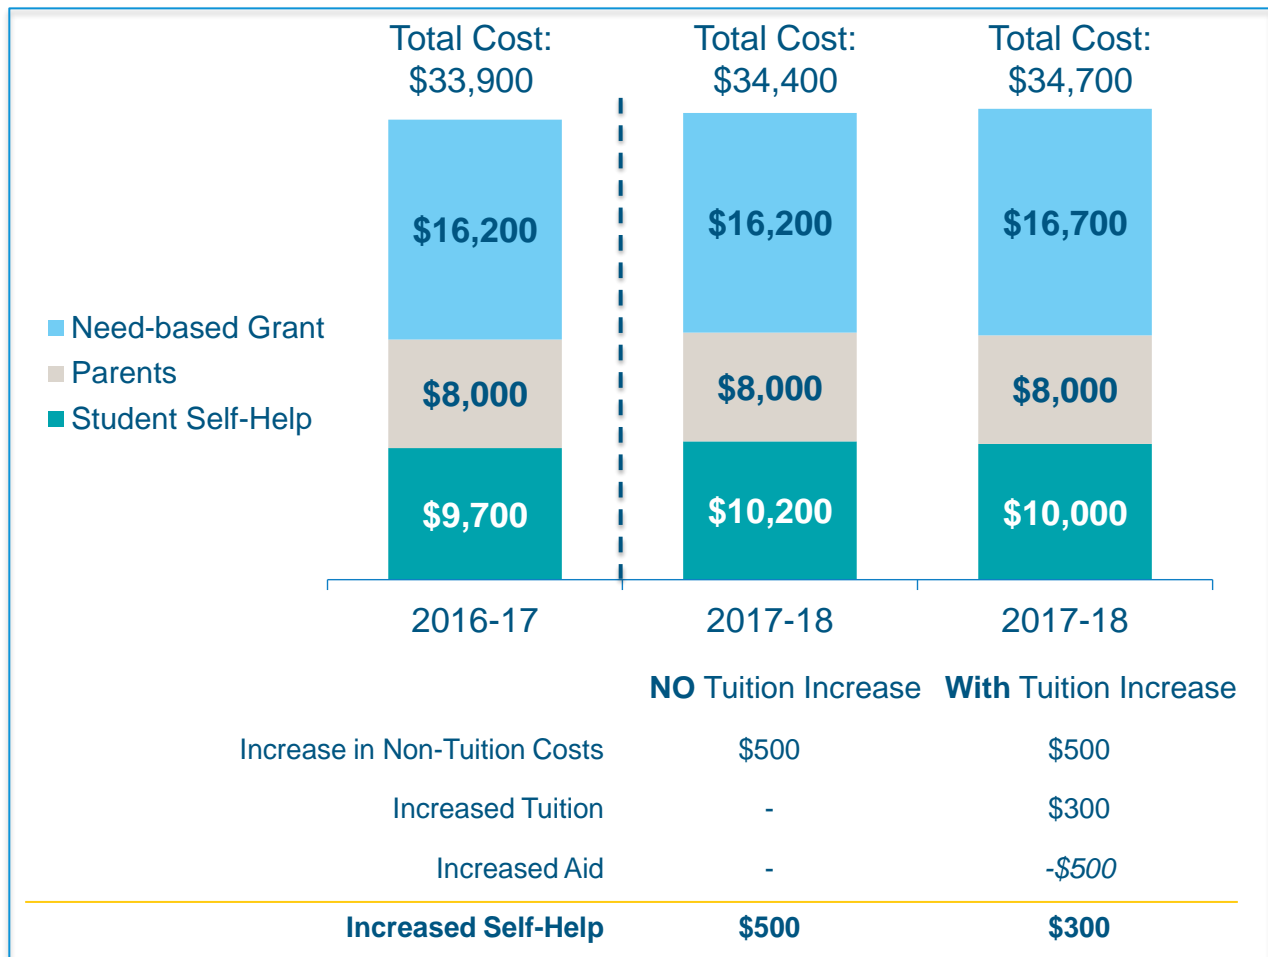 Total Cost: Total Cost: Total Cost:
$33,900 $34,400 $34,700
$16,200 $16,200 $16,700
Need-based Grant
Parents
Student Self-Help
$8,000 $8,000 $8,000
$9,700 $10,200 $10,000
2016-17 2017-18 2017-18
NO Tuition Increase With Tuition Increase
Increase in Non-Tuition Costs $500 $500
Increased Tuition - $300
Increased Aid - -$500
Increased Self-Help $500 $300